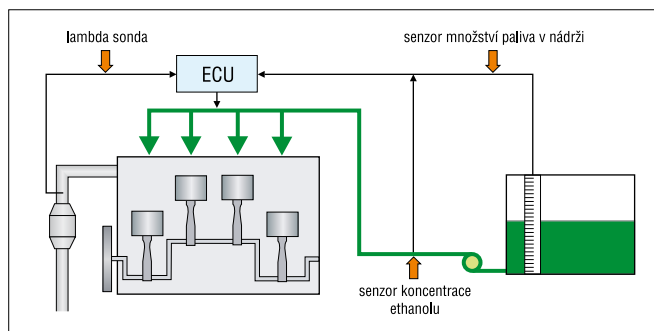 lambda sonda
senzor množství paliva v nádrži
ECU
senzor koncentrace
ethanolu